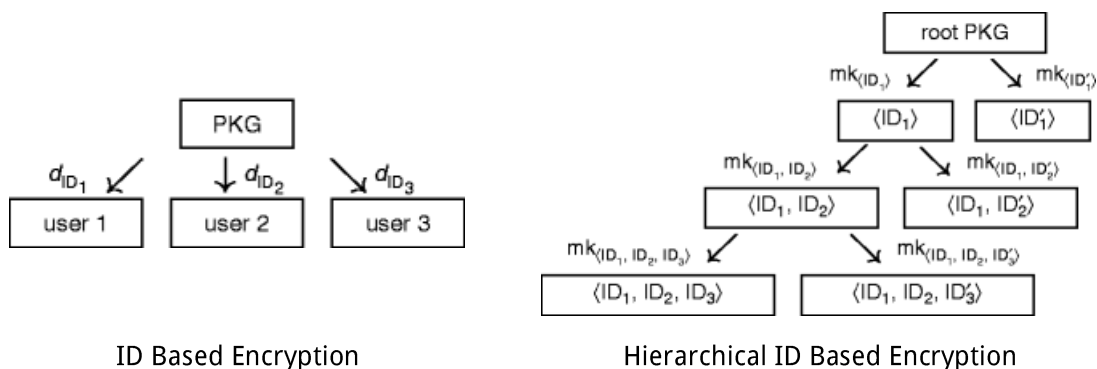 PKG
d_ID₁ d_ID₂ d_ID₃
user 1 user 2 user 3
ID Based Encryption
root PKG
mk⟨ID₁⟩ mk⟨ID′₁⟩
⟨ID₁⟩ ⟨ID′₁⟩
mk⟨ID₁, ID₂⟩ mk⟨ID₁, ID′₂⟩
⟨ID₁, ID₂⟩ ⟨ID₁, ID′₂⟩
mk⟨ID₁, ID₂, ID₃⟩ mk⟨ID₁, ID₂, ID′₃⟩
⟨ID₁, ID₂, ID₃⟩ ⟨ID₁, ID₂, ID′₃⟩
Hierarchical ID Based Encryption